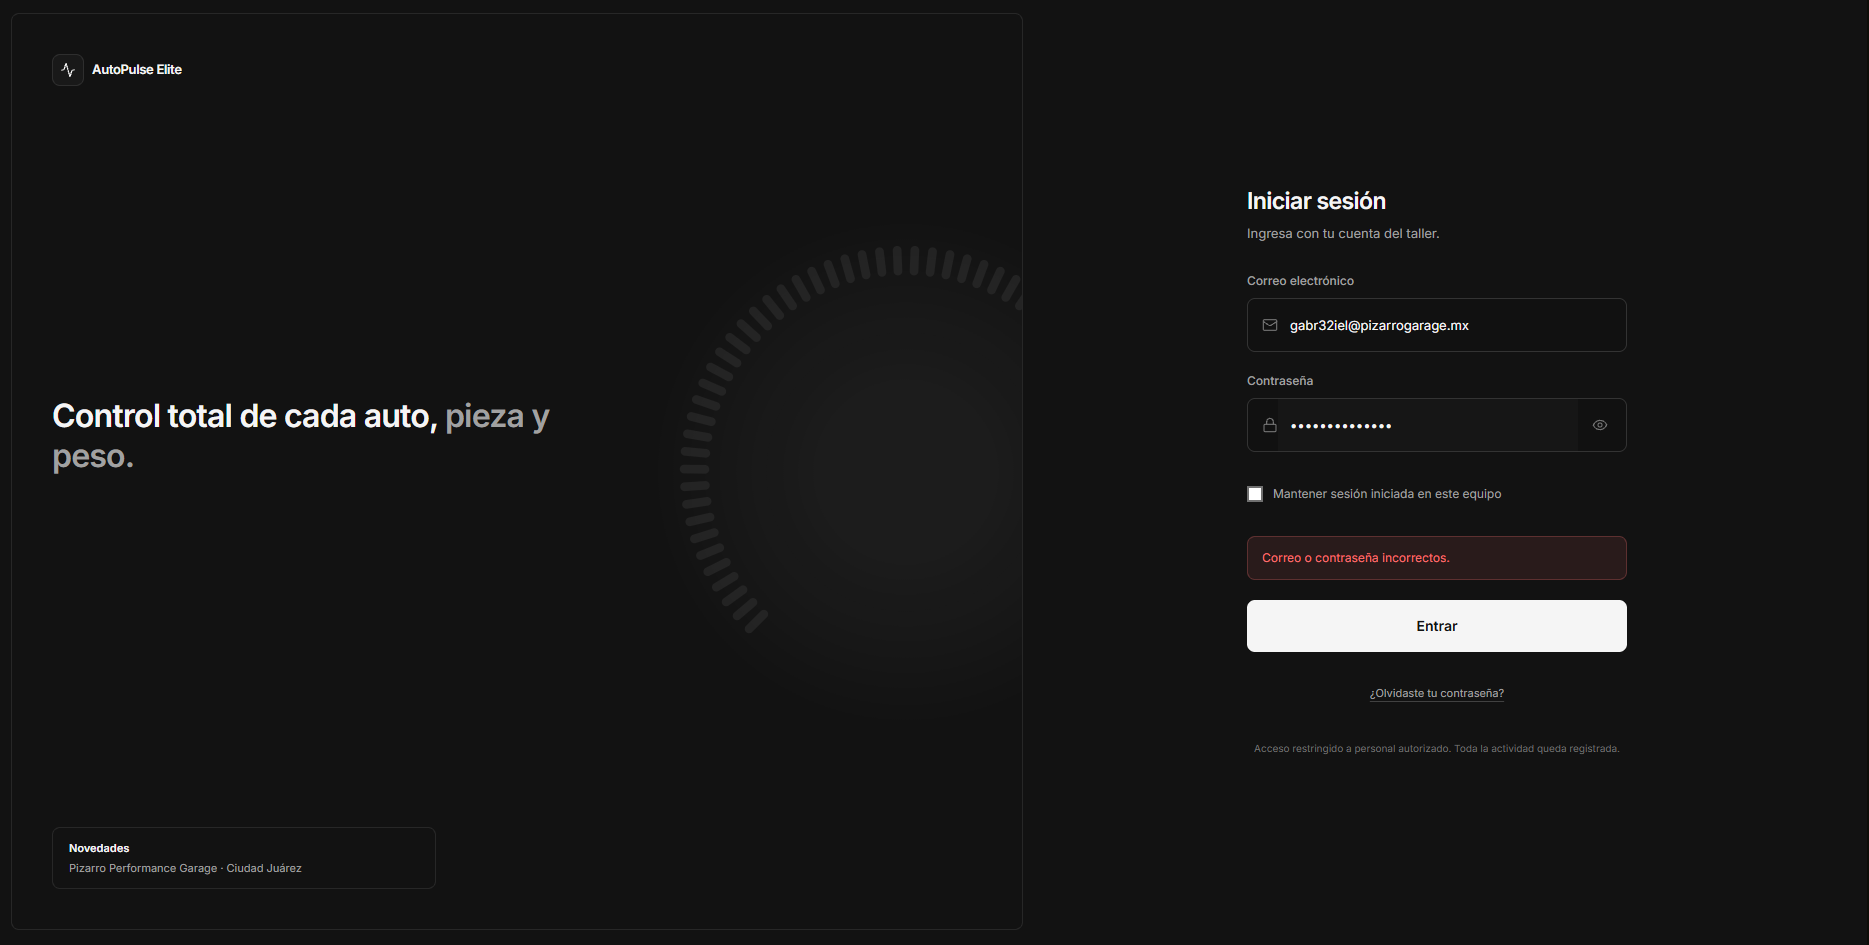 AutoPulse Elite
Control total de cada auto, pieza y
peso.
Novedades
Pizarro Performance Garage · Ciudad Juárez
Iniciar sesión
Ingresa con tu cuenta del taller.
Correo electrónico
gabr32iel@pizarrogarage.mx
Contraseña
••••••••••••••
Mantener sesión iniciada en este equipo
Correo o contraseña incorrectos.
Entrar
¿Olvidaste tu contraseña?
Acceso restringido a personal autorizado. Toda la actividad queda registrada.